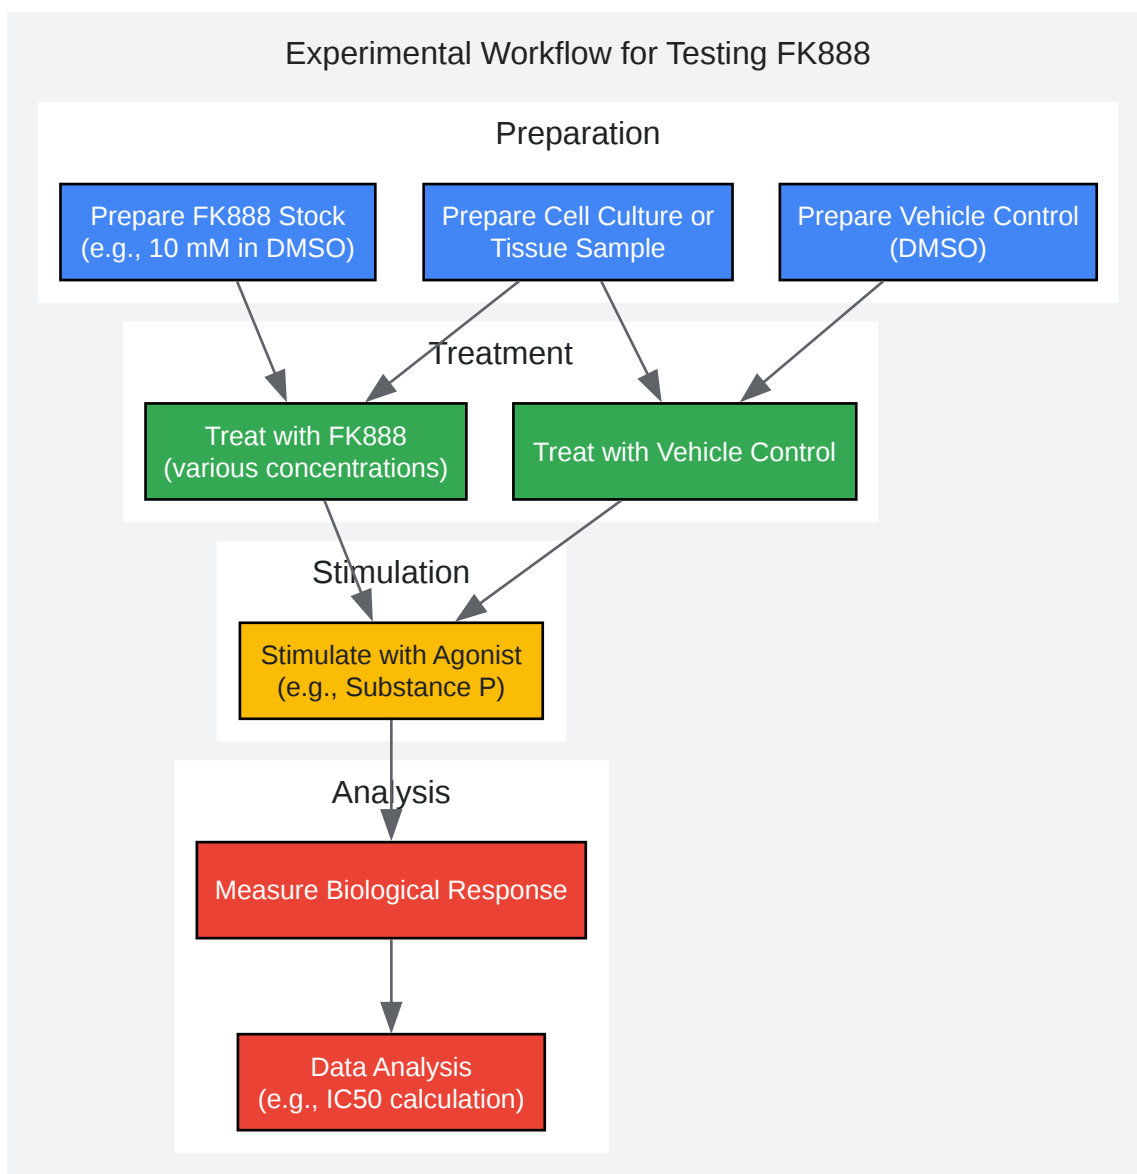 Experimental Workflow for Testing FK888
Preparation
Prepare FK888 Stock
(e.g., 10 mM in DMSO)
Prepare Cell Culture or
Tissue Sample
Prepare Vehicle Control
(DMSO)
Treatment
Treat with FK888
(various concentrations)
Treat with Vehicle Control
Stimulation
Stimulate with Agonist
(e.g., Substance P)
Analysis
Measure Biological Response
Data Analysis
(e.g., IC50 calculation)